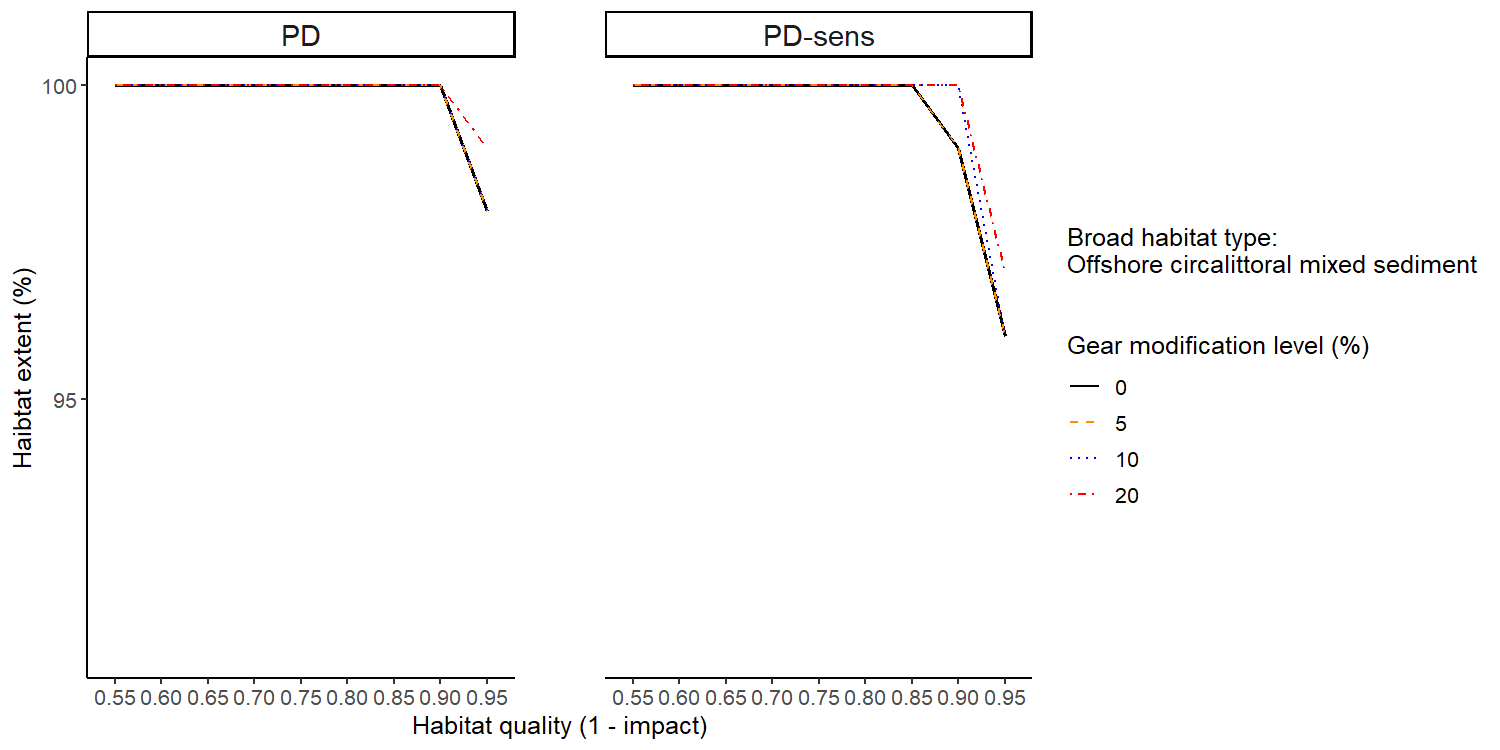 PD
PD-sens
100
95
Haibtat extent (%)
0.55 0.60 0.65 0.70 0.75 0.80 0.85 0.90 0.95
0.55 0.60 0.65 0.70 0.75 0.80 0.85 0.90 0.95
Habitat quality (1 - impact)
Broad habitat type:
Offshore circalittoral mixed sediment
Gear modification level (%)
0
5
10
20